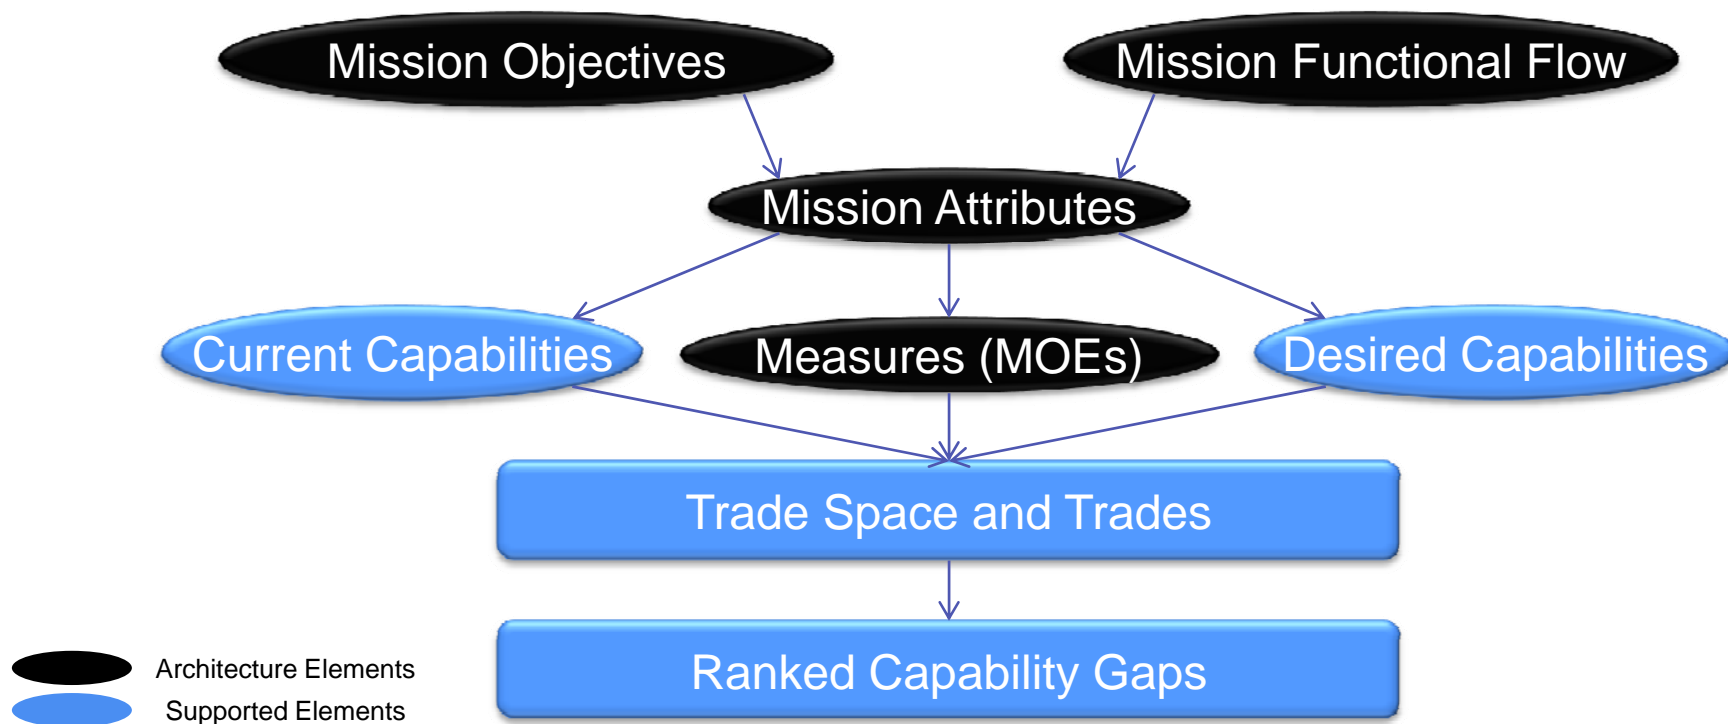 Mission Objectives
Mission Functional Flow
Mission Attributes
Current Capabilities
Measures (MOEs)
Desired Capabilities
Trade Space and Trades
Ranked Capability Gaps
Architecture Elements
Supported Elements